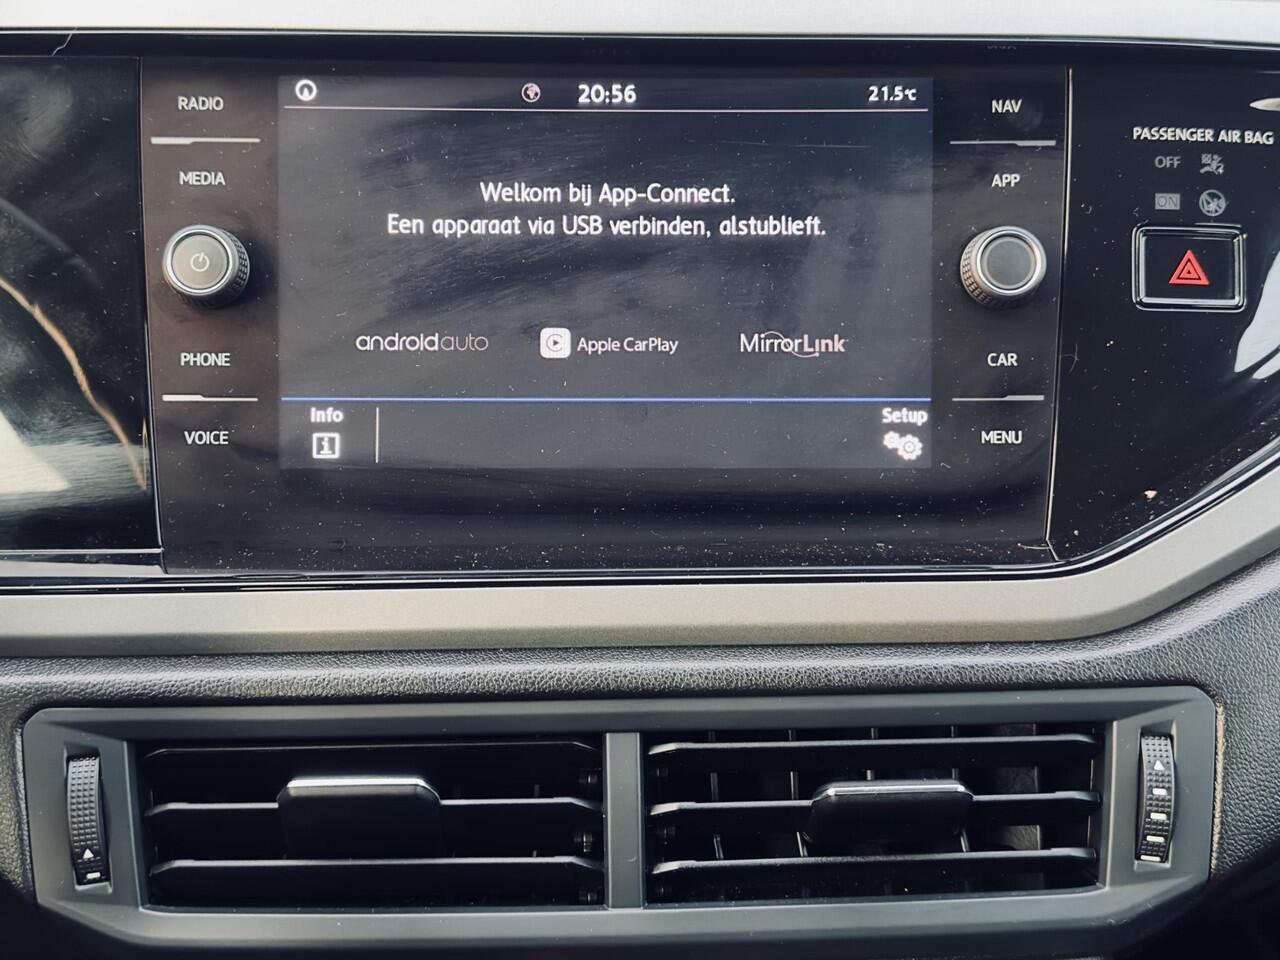 RADIO
MEDIA
PHONE
VOICE
20:56
21.5°C
Welkom bij App-Connect.
Een apparaat via USB verbinden, alstublieft.
androidauto
Apple CarPlay
MirrorLink
Info
Setup
NAV
APP
CAR
MENU
PASSENGER AIR BAG
OFF
ON